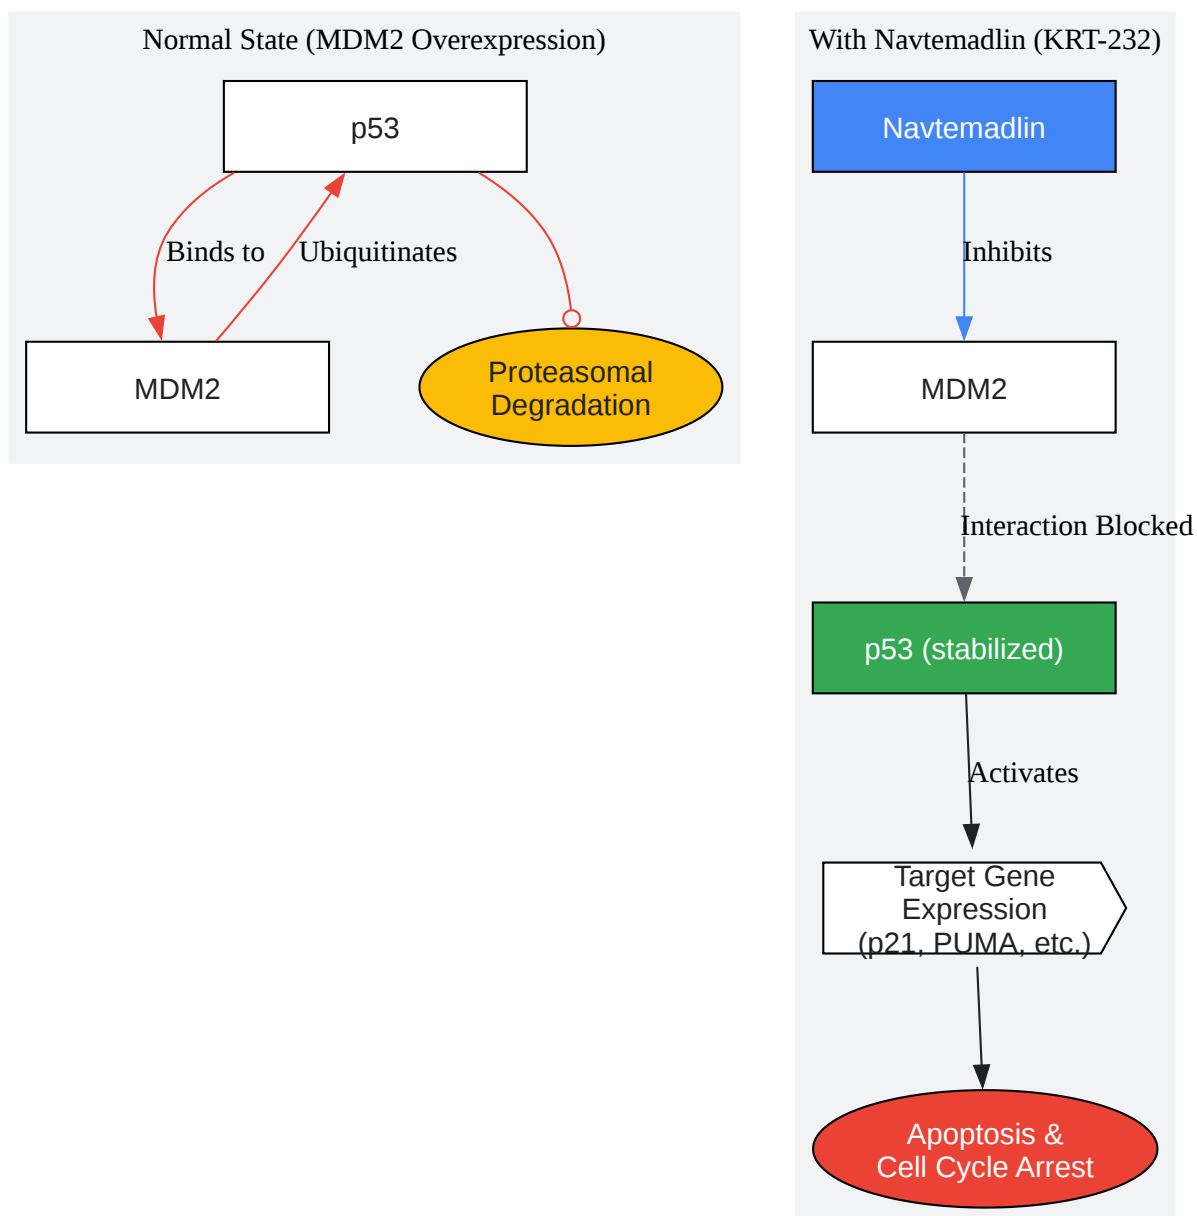 Normal State (MDM2 Overexpression)
p53
Binds to
Ubiquitinates
MDM2
Proteasomal
Degradation
With Navtemadlin (KRT-232)
Navtemadlin
Inhibits
MDM2
Interaction Blocked
p53 (stabilized)
Activates
Target Gene
Expression
(p21, PUMA, etc.)
Apoptosis &
Cell Cycle Arrest